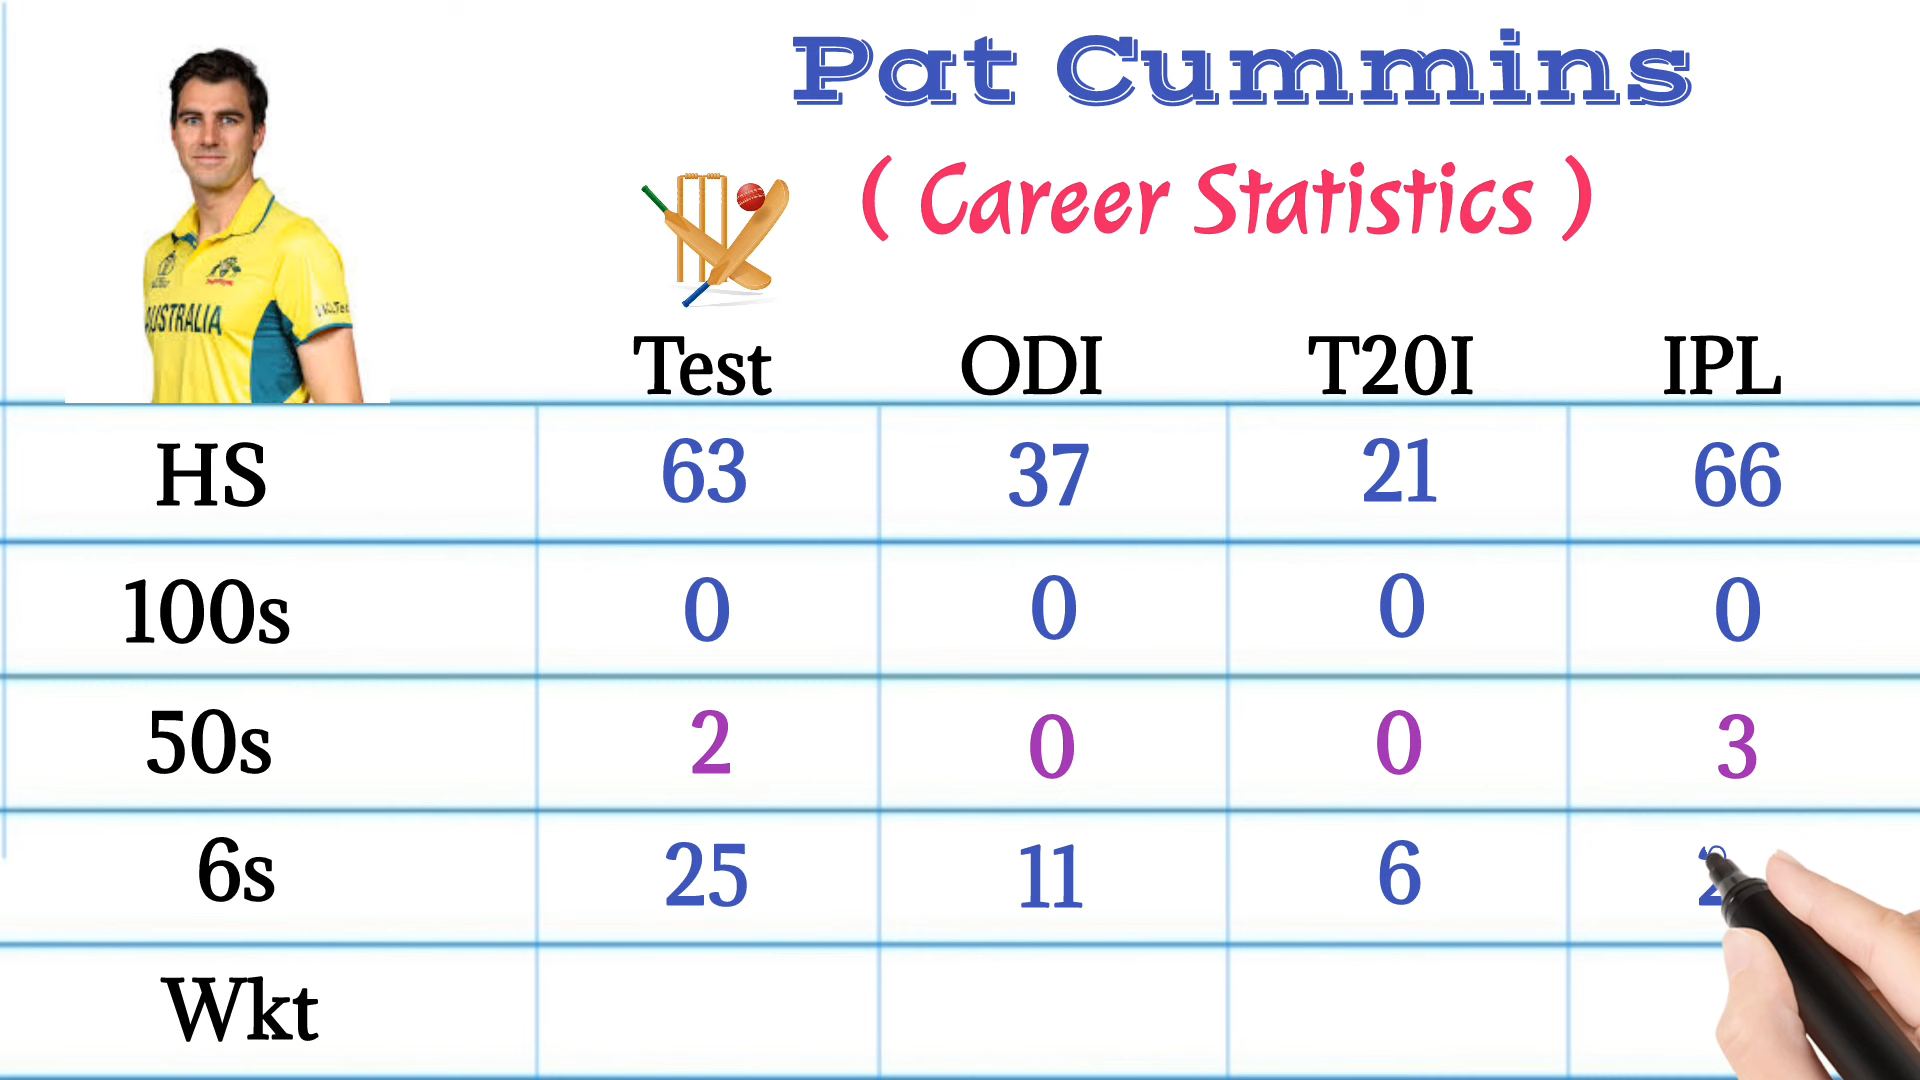 Pat Cummins
( Career Statistics )
AUSTRALIA
Test ODI T20I IPL
HS 63 37 21 66
100s 0 0 0 0
50s 2 0 0 3
6s 25 11 6
Wkt